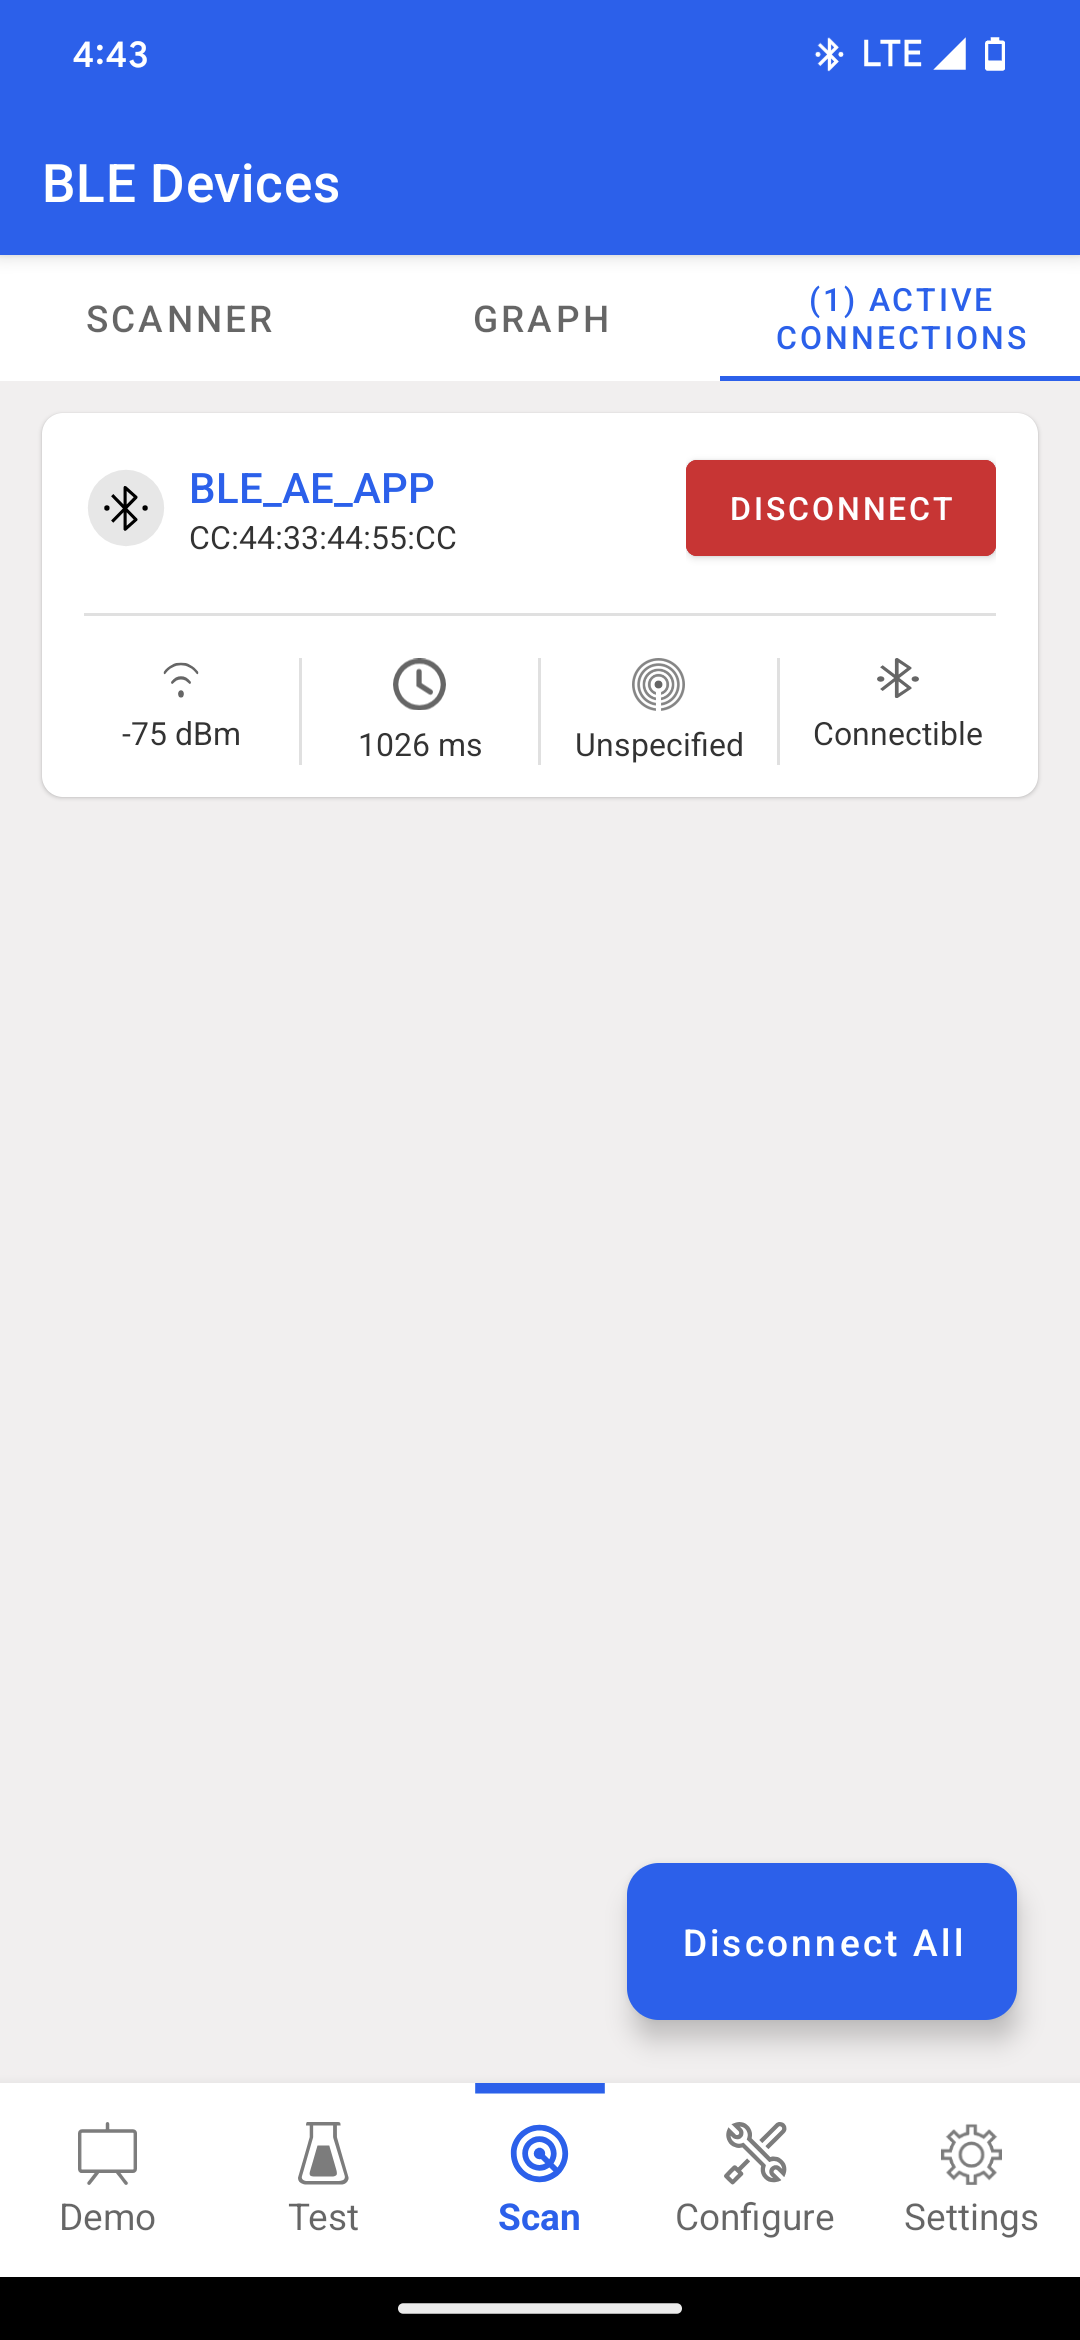 4:43
LTE
BLE Devices
SCANNER
GRAPH
(1) ACTIVE
CONNECTIONS
BLE_AE_APP
CC:44:33:44:55:CC
DISCONNECT
-75 dBm
1026 ms
Unspecified
Connectible
Disconnect All
Demo
Test
Scan
Configure
Settings